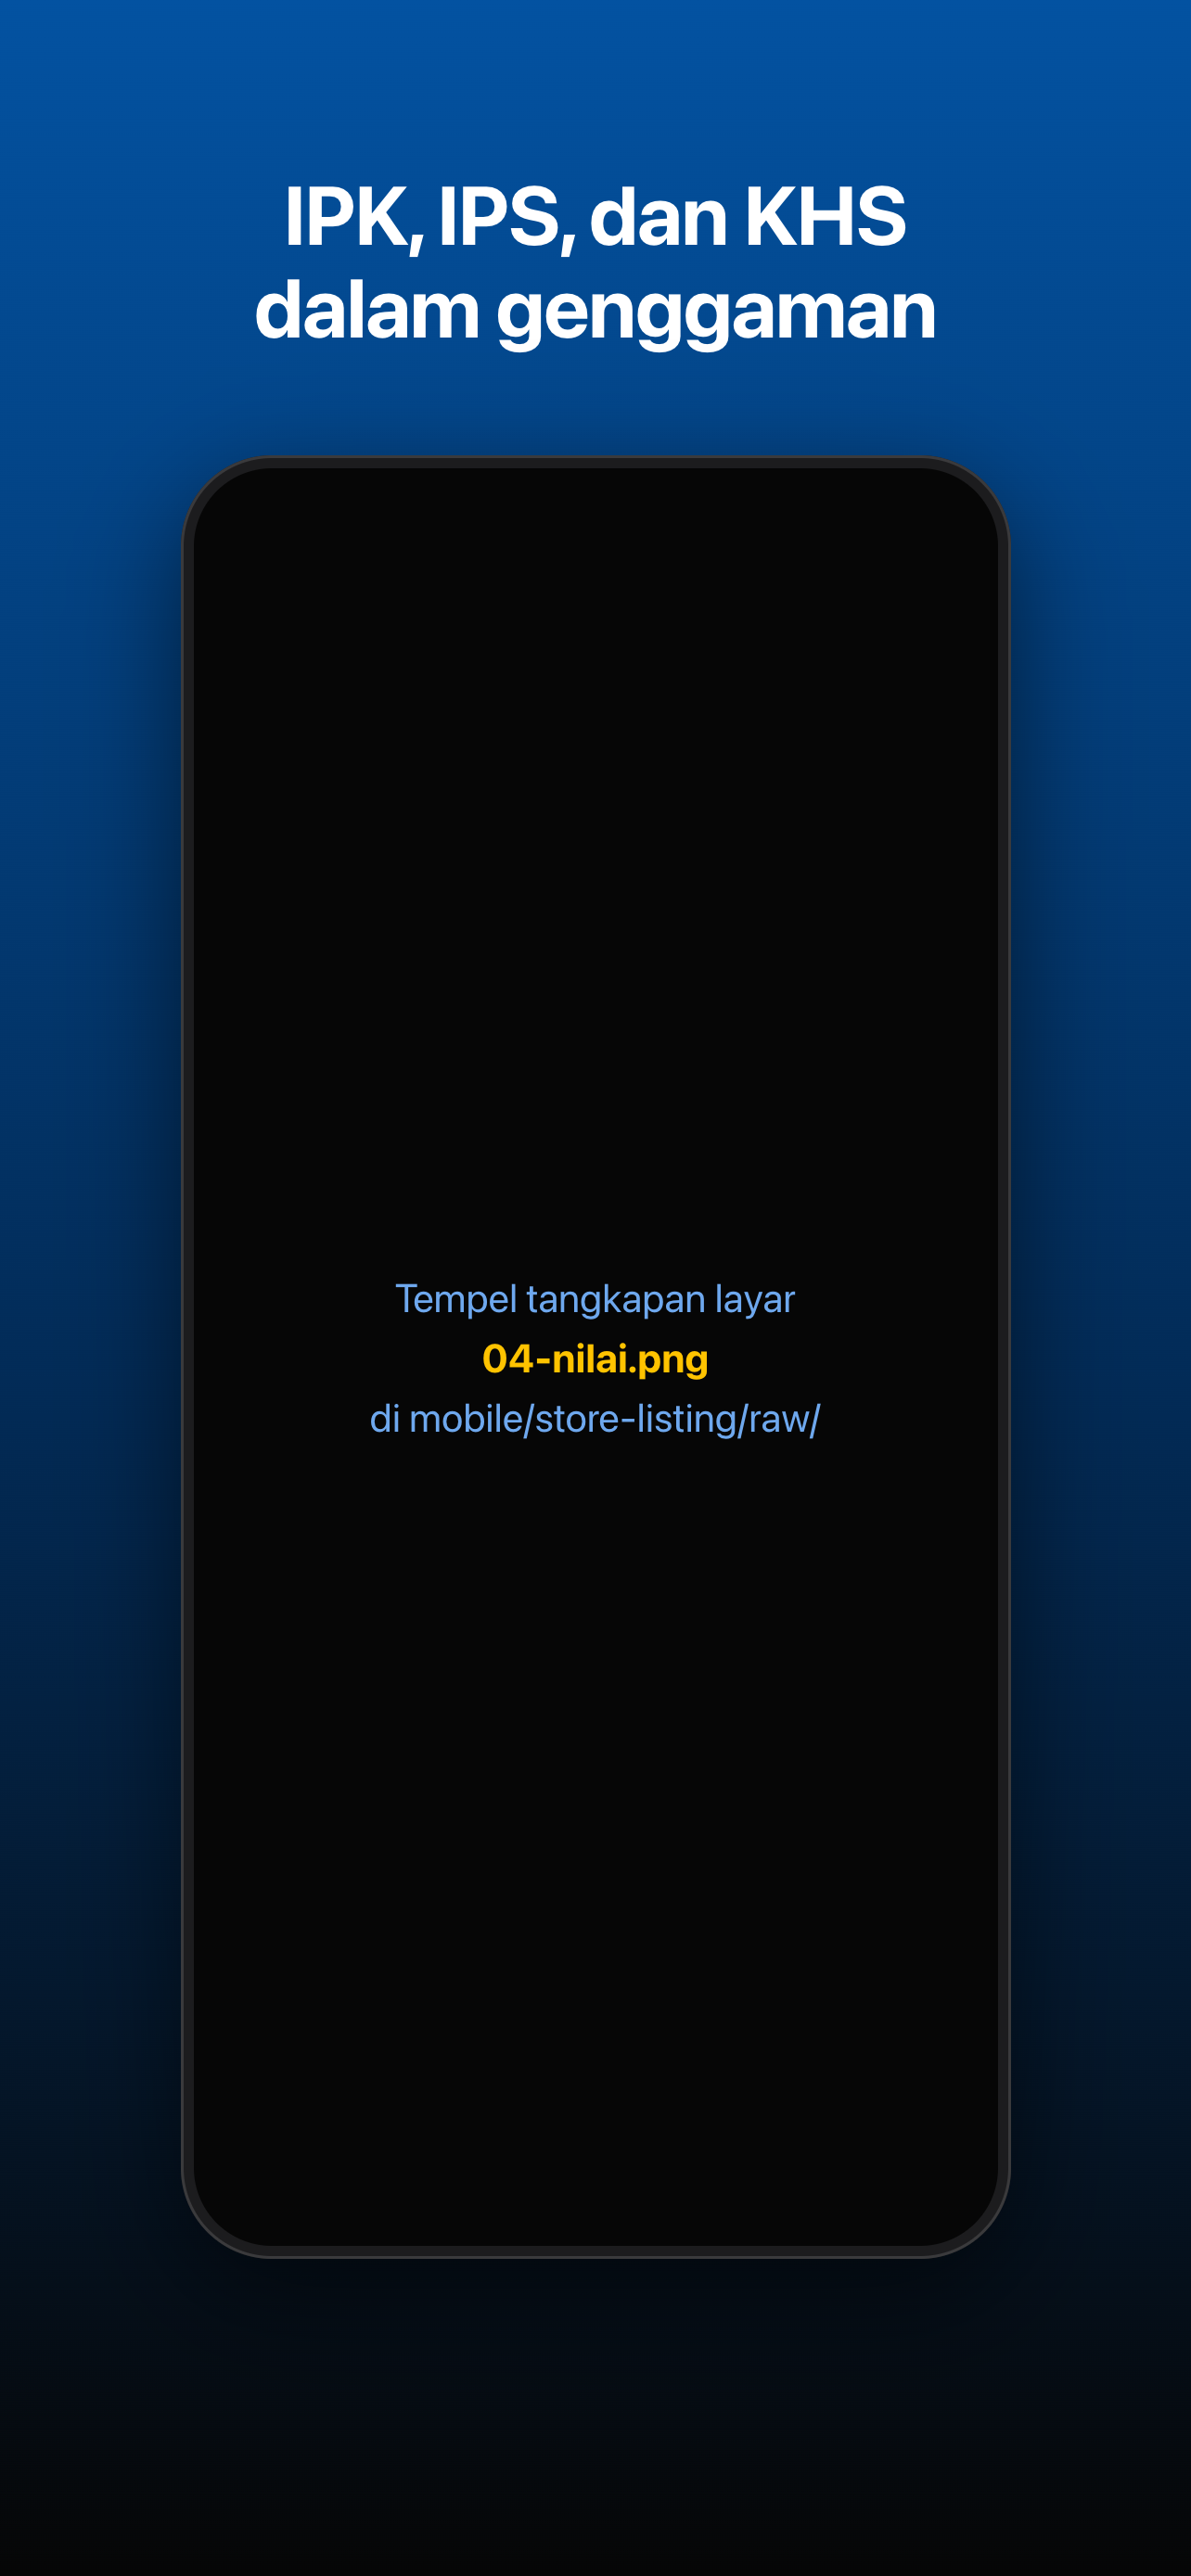 IPK, IPS, dan KHS
dalam genggaman
Tempel tangkapan layar
04-nilai.png
di mobile/store-listing/raw/